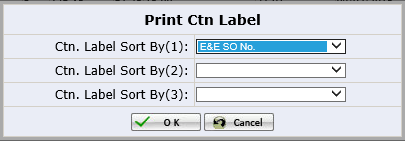 Print Ctn Label
Ctn. Label Sort By(1): E&E SO No.
Ctn. Label Sort By(2):
Ctn. Label Sort By(3):
O K Cancel